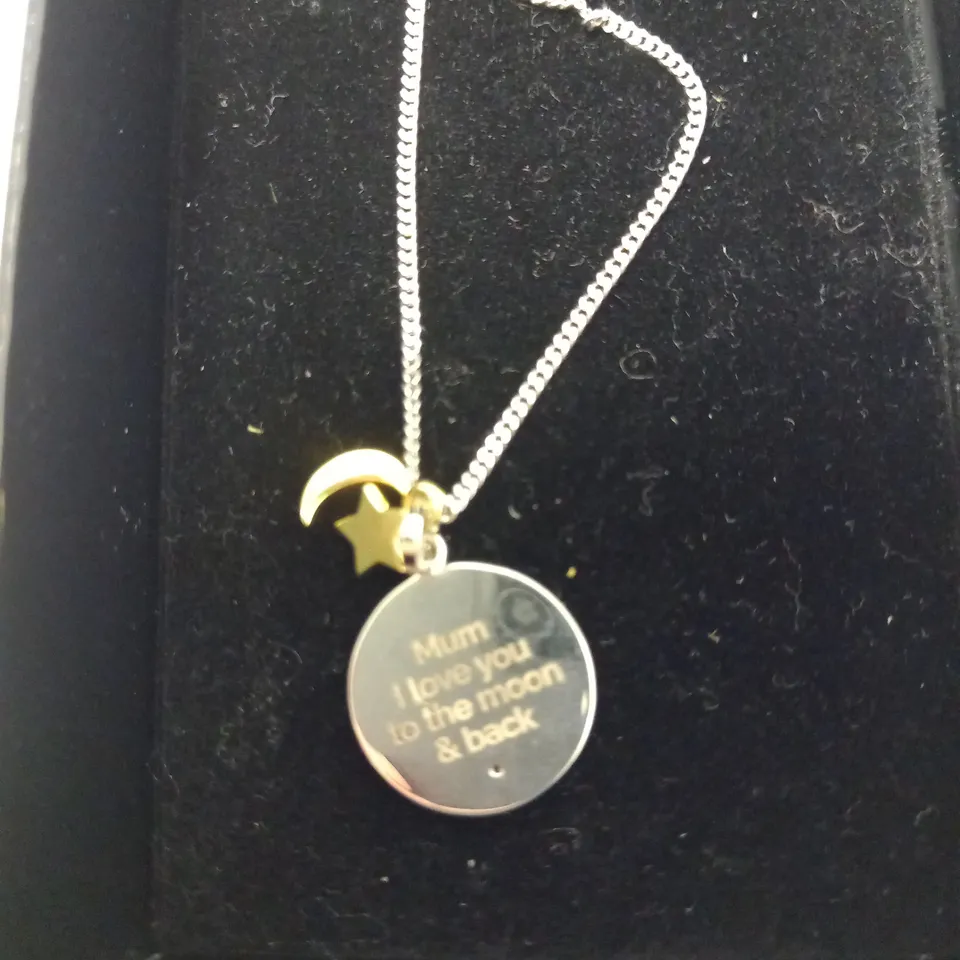 Mum
I love you
to the moon
& back